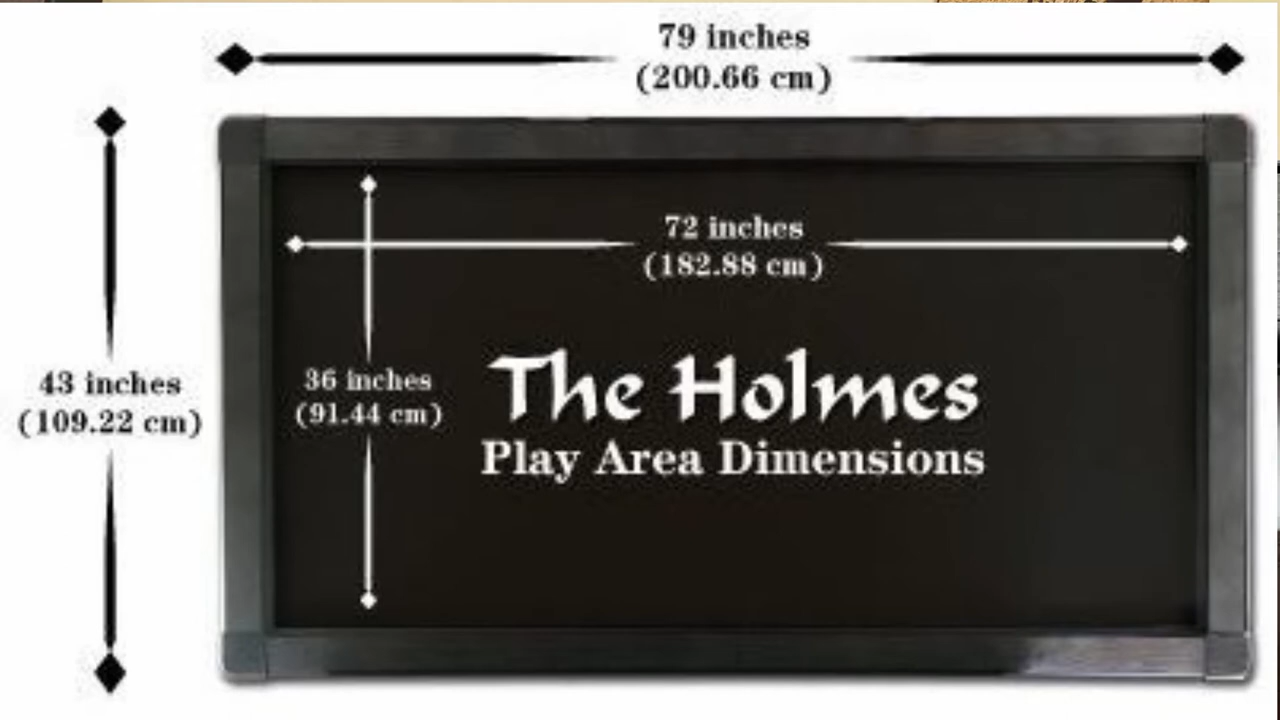 79 inches
(200.66 cm)
72 inches
(182.88 cm)
43 inches
(109.22 cm)
36 inches
(91.44 cm)
The Holmes
Play Area Dimensions